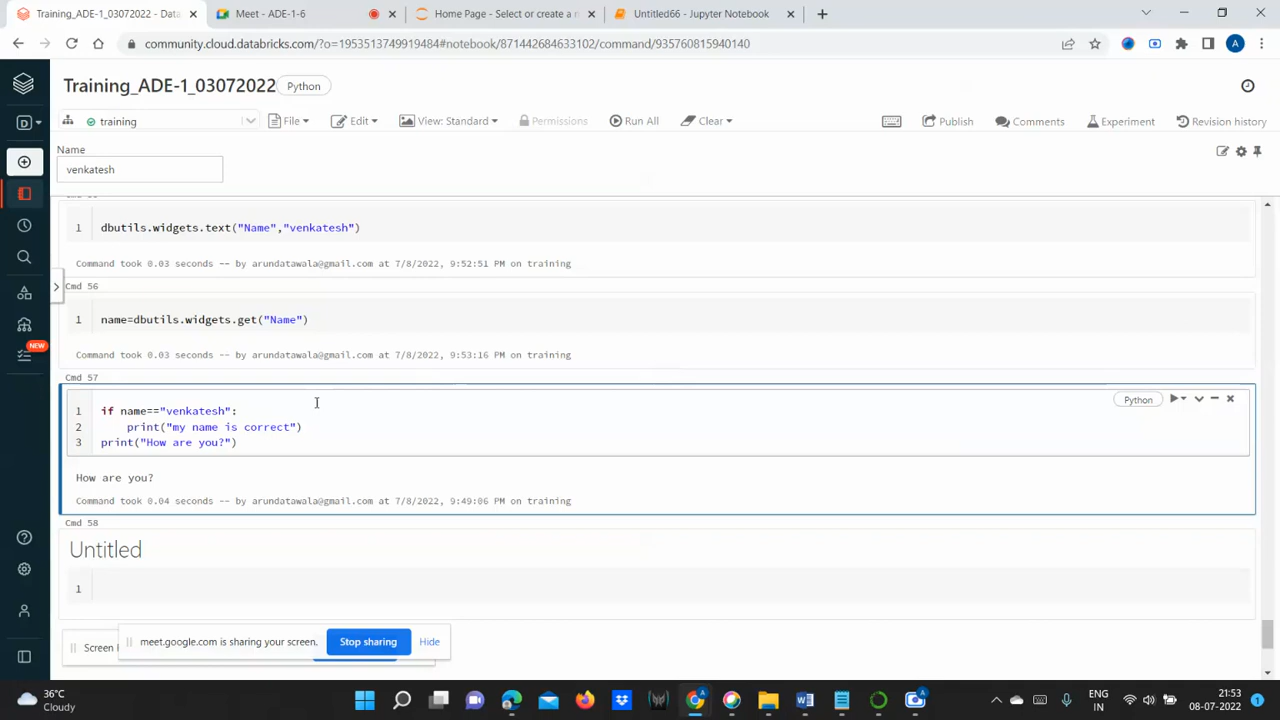 Training_ADE-1_03072022 - Data
Meet - ADE-1-6
Home Page - Select or create a n
Untitled66 - Jupyter Notebook
community.cloud.databricks.com/?o=1953513749919484#notebook/871442684633102/command/935760815940140
A
Training_ADE-1_03072022
Python
D
training
File
Edit
View: Standard
Permissions
Run All
Clear
Publish
Comments
Experiment
Revision history
Name
venkatesh
1 dbutils.widgets.text("Name","venkatesh")
Command took 0.03 seconds -- by arundatawala@gmail.com at 7/8/2022, 9:52:51 PM on training
Cmd 56
1 name=dbutils.widgets.get("Name")
Command took 0.03 seconds -- by arundatawala@gmail.com at 7/8/2022, 9:53:16 PM on training
NEW
Cmd 57
Python
1 if name=="venkatesh":
2 print("my name is correct")
3 print("How are you?")
How are you?
Command took 0.04 seconds -- by arundatawala@gmail.com at 7/8/2022, 9:49:06 PM on training
Cmd 58
Untitled
1
Screen
meet.google.com is sharing your screen.
Stop sharing
Hide
36°C
Cloudy
ENG
IN
21:53
08-07-2022
1